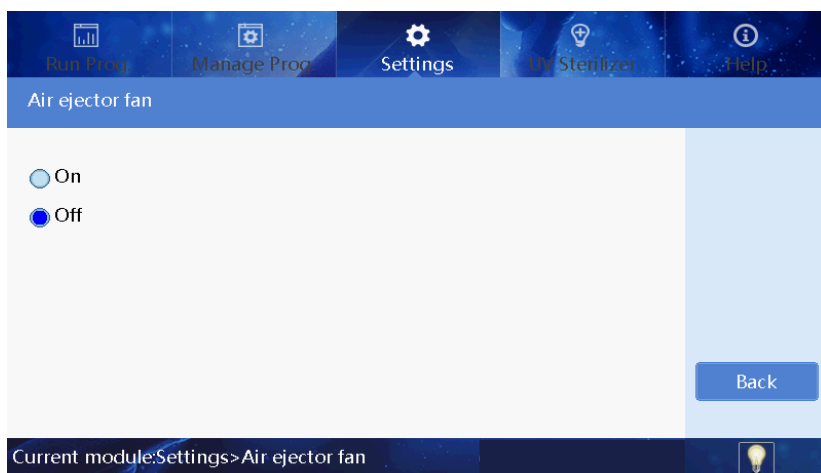 Run Prog
Manage Prog
Settings
UV Sterilizer
Help
Air ejector fan
On
Off
Back
Current module:Settings>Air ejector fan